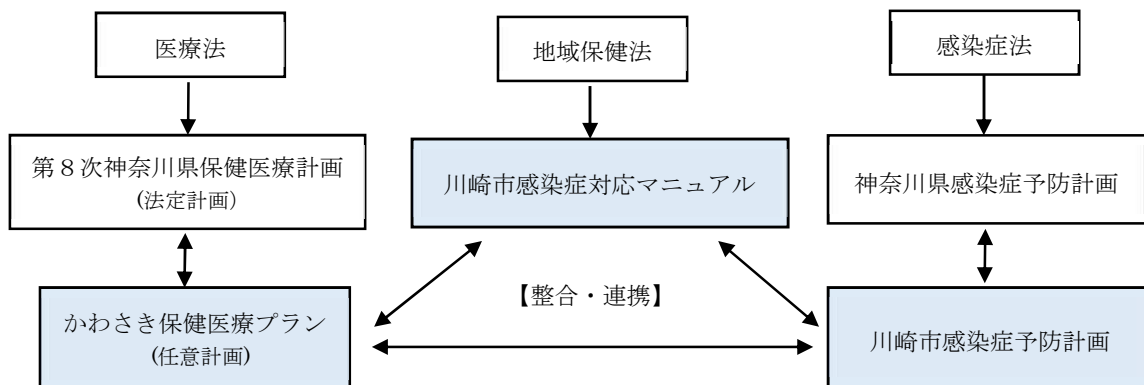 医療法
地域保健法
感染症法
第８次神奈川県保健医療計画
(法定計画)
川崎市感染症対応マニュアル
神奈川県感染症予防計画
【整合・連携】
かわさき保健医療プラン
(任意計画)
川崎市感染症予防計画